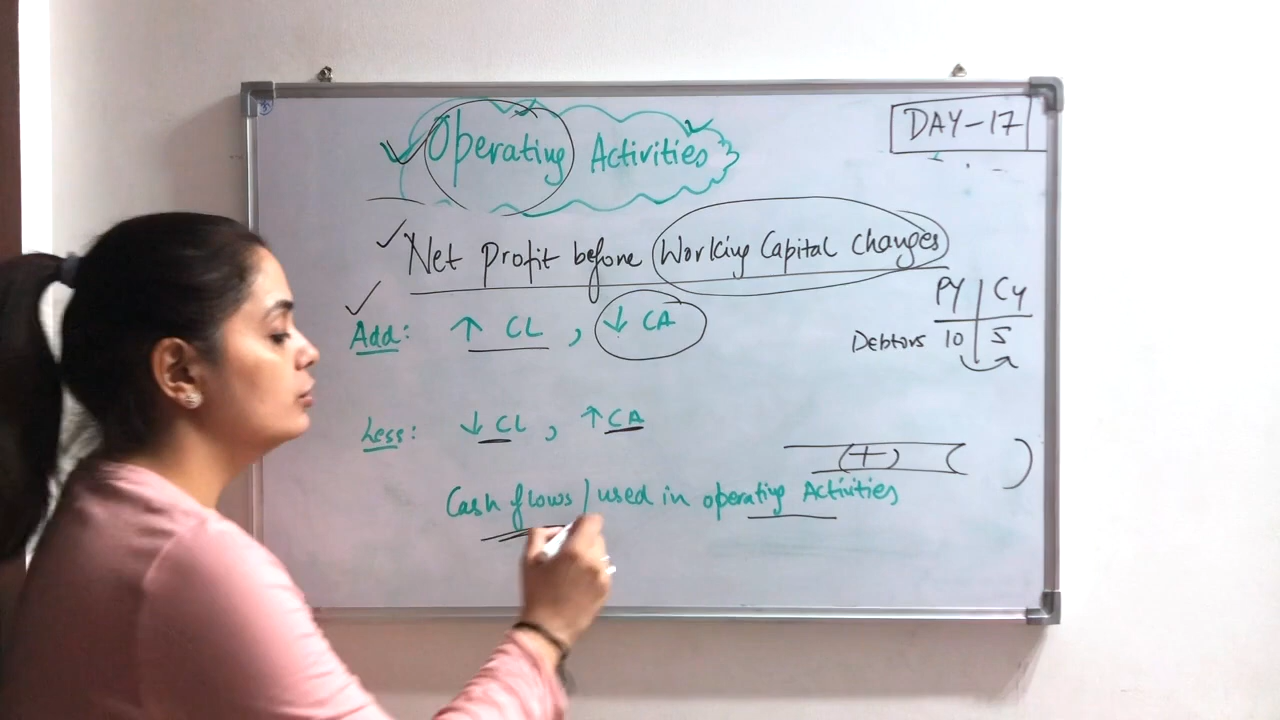 DAY-17
Operating Activities
Net Profit before Working Capital changes
PY | CY
Add: ↑ CL, ↓ CA
Debtors 10 | 5
Less: ↓ CL, ↑ CA
(+)
Cash flows / used in operating Activities